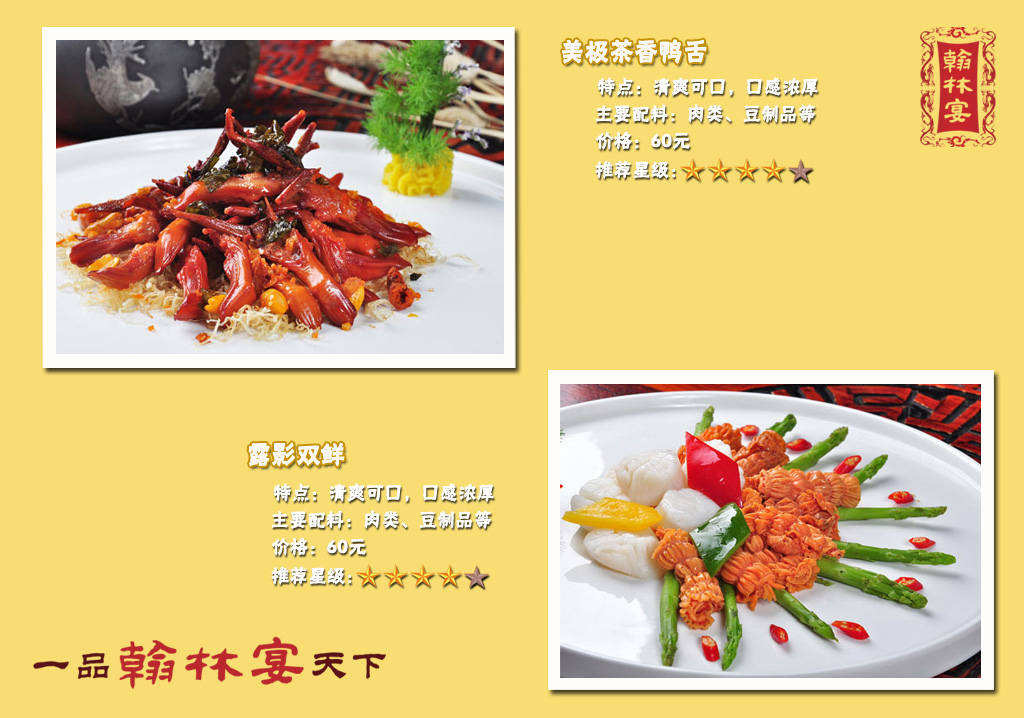 美极茶香鸭舌
特点：清爽可口，口感浓厚
主要配料：肉类、豆制品等
价格：60元
推荐星级:
翰林宴
露影双鲜
特点：清爽可口，口感浓厚
主要配料：肉类、豆制品等
价格：60元
推荐星级:
一品翰林宴天下